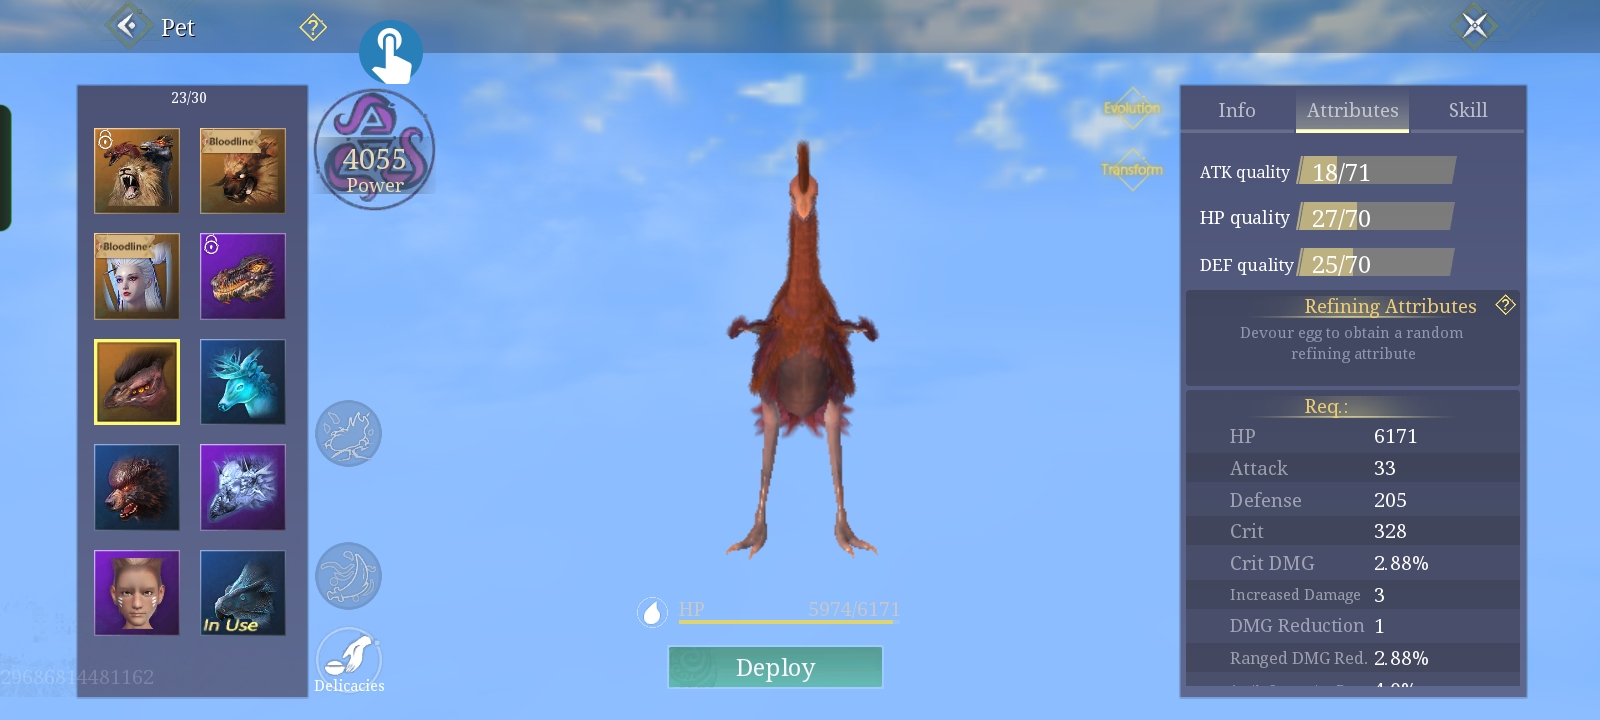 Pet
?
23/30
Bloodline
Bloodline
In Use
4055
Power
Delicacies
29686814481162
HP 5974/6171
Deploy
Evolution
Transform
Info Attributes Skill
ATK quality 18/71
HP quality 27/70
DEF quality 25/70
Refining Attributes ?
Devour egg to obtain a random
refining attribute
Req.:
HP 6171
Attack 33
Defense 205
Crit 328
Crit DMG 2.88%
Increased Damage 3
DMG Reduction 1
Ranged DMG Red. 2.88%